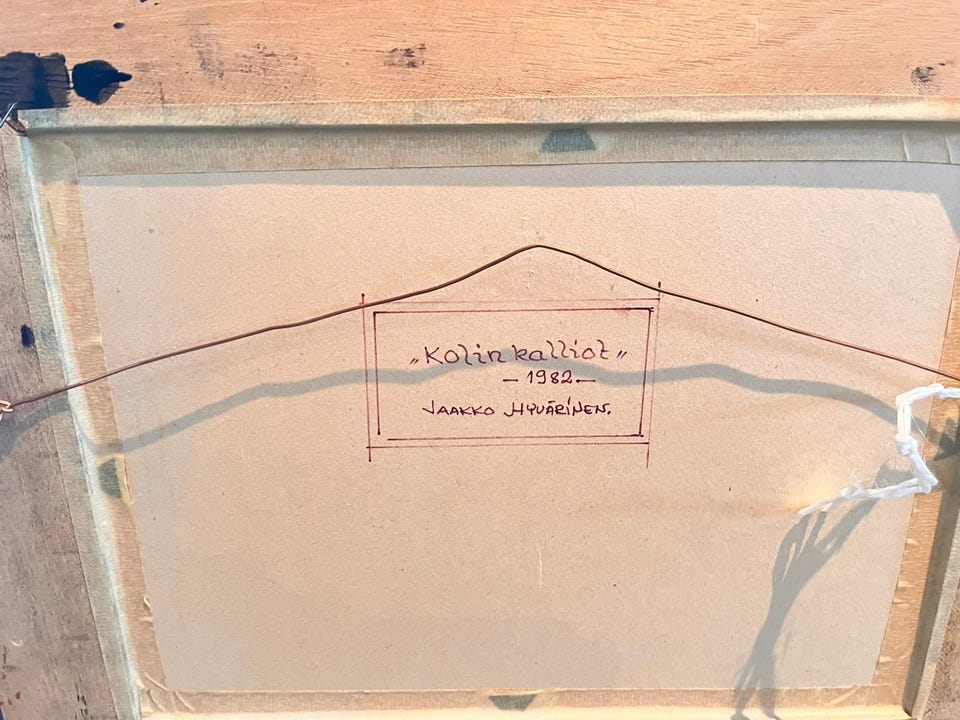 „Kolin kalliot„
— 1982 —
JAAKKO HYVÄRINEN.